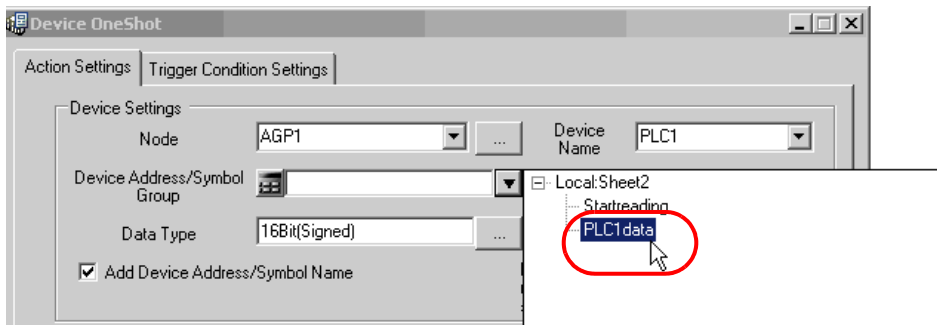 Device OneShot
Action Settings Trigger Condition Settings
Device Settings
Node AGP1 ... Device Name PLC1
Device Address/Symbol Group
Local:Sheet2
Startreading
PLC1data
Data Type 16Bit(Signed) ...
Add Device Address/Symbol Name